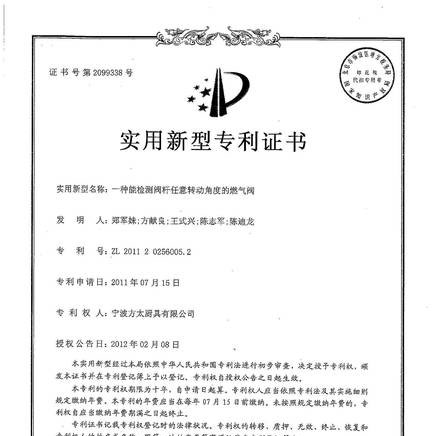 证书号第2099338号
实用新型专利证书
实用新型名称：一种能检测阀杆任意转动角度的燃气阀
发明人：郑军妹;方献良;王式兴;陈志军;陈迪龙
专利号：ZL 2011 2 0256005.2
专利申请日：2011年07月15日
专利权人：宁波方太厨具有限公司
授权公告日：2012年02月08日
本实用新型经过本局依照中华人民共和国专利法进行初步审查，决定授予专利权，颁
发本证书并在专利登记簿上予以登记。专利权自授权公告之日起生效。
本专利的专利权期限为十年，自申请日起算。专利权人应当依照专利法及其实施细则
规定缴纳年费。本专利的年费应当在每年07月15日前缴纳。未按照规定缴纳年费的，专
利权自应当缴纳年费期满之日起终止。
专利证书记载专利权登记时的法律状况。专利权的转移、质押、无效、终止、恢复和